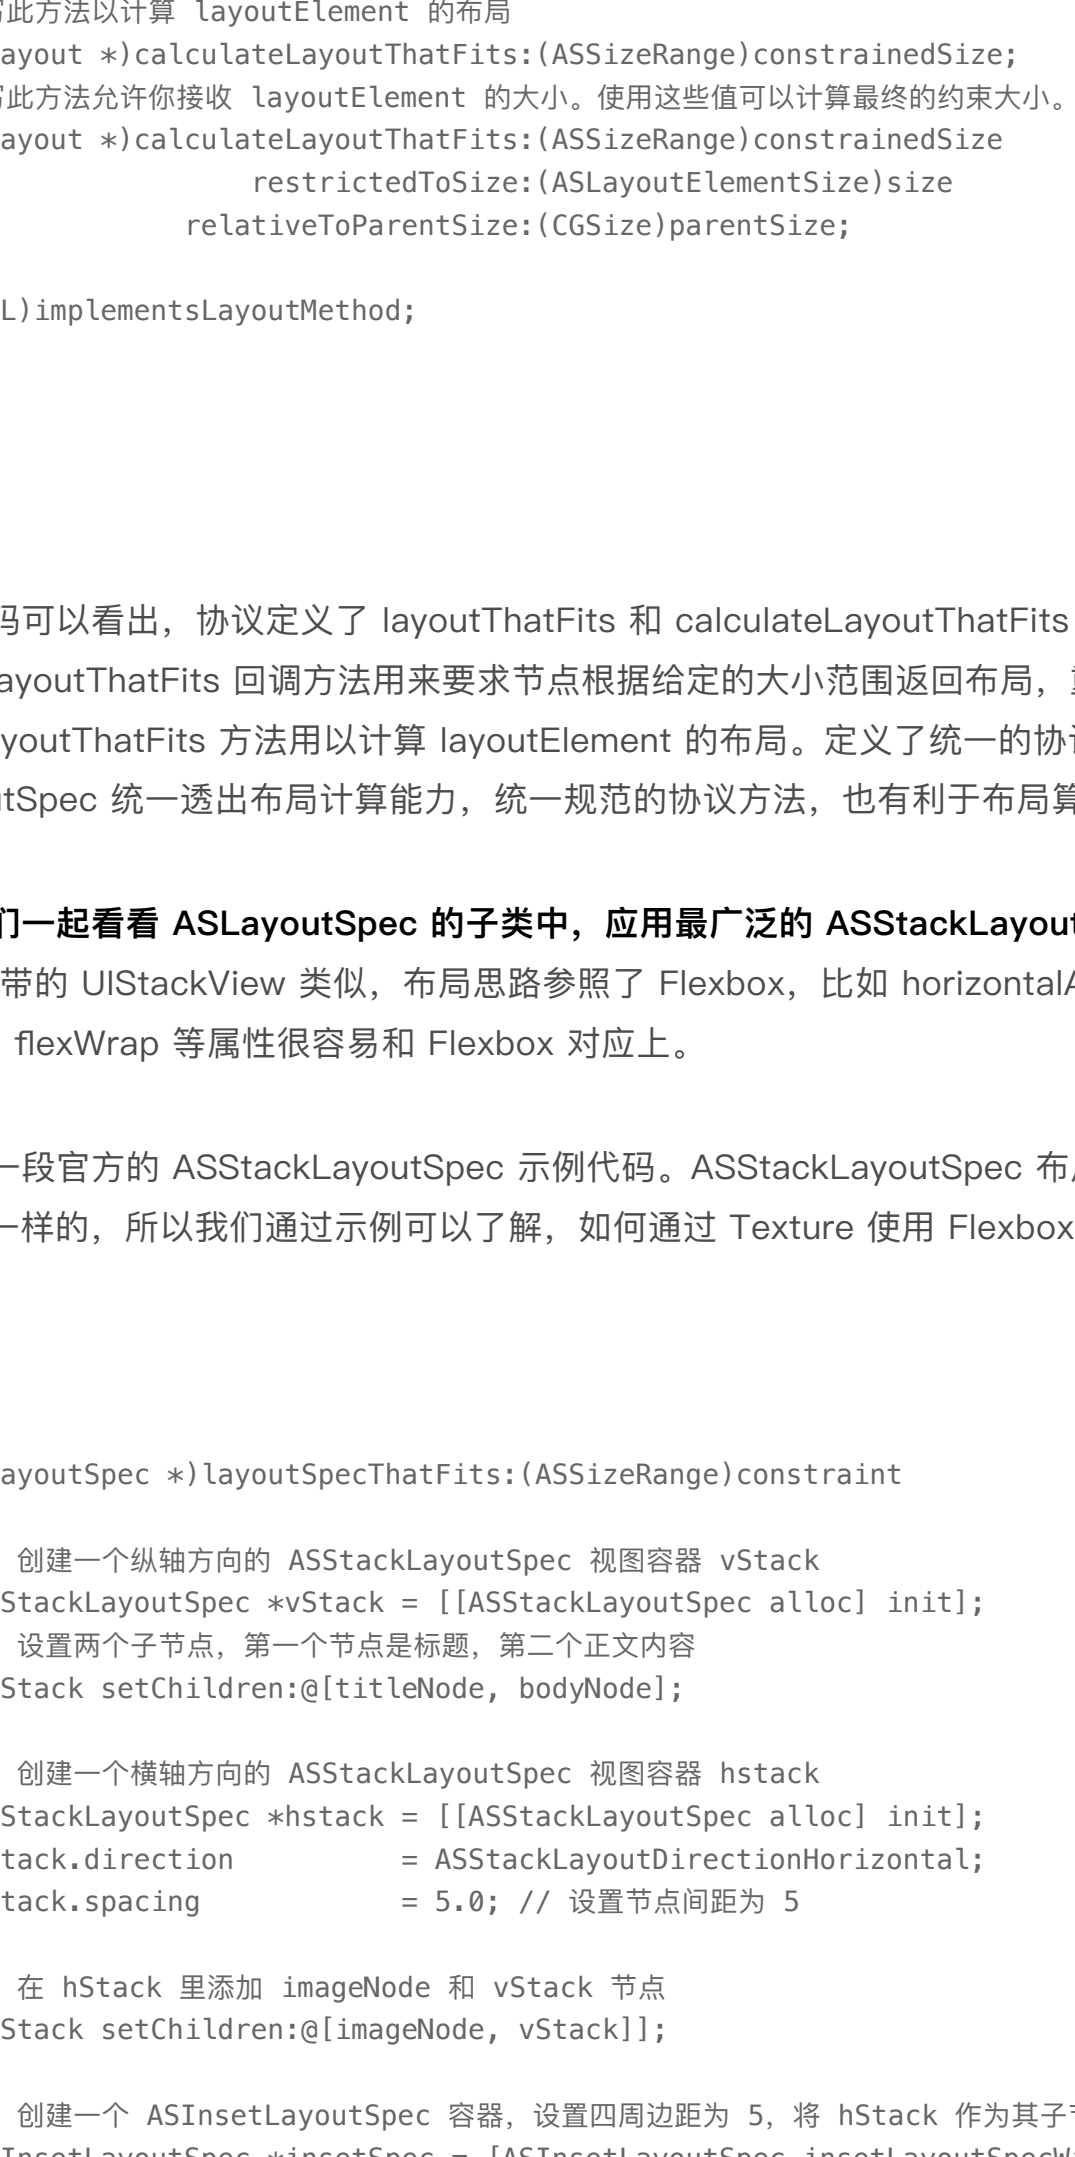 此方法以计算 layoutElement 的布局
ayout *)calculateLayoutThatFits:(ASSizeRange)constrainedSize;
此方法允许你接收 layoutElement 的大小。使用这些值可以计算最终的约束大小。
ayout *)calculateLayoutThatFits:(ASSizeRange)constrainedSize
restrictedToSize:(ASLayoutElementSize)size
relativeToParentSize:(CGSize)parentSize;
L)implementsLayoutMethod;
码可以看出，协议定义了 layoutThatFits 和 calculateLayoutThatFits
ayoutThatFits 回调方法用来要求节点根据给定的大小范围返回布局，
youtThatFits 方法用以计算 layoutElement 的布局。定义了统一的协
utSpec 统一透出布局计算能力，统一规范的协议方法，也有利于布局算
们一起看看 ASLayoutSpec 的子类中，应用最广泛的 ASStackLayout
带的 UIStackView 类似，布局思路参照了 Flexbox，比如 horizontalA
flexWrap 等属性很容易和 Flexbox 对应上。
一段官方的 ASStackLayoutSpec 示例代码。ASStackLayoutSpec 布
一样的，所以我们通过示例可以了解，如何通过 Texture 使用 Flexbox
ayoutSpec *)layoutSpecThatFits:(ASSizeRange)constraint
创建一个纵轴方向的 ASStackLayoutSpec 视图容器 vStack
StackLayoutSpec *vStack = [[ASStackLayoutSpec alloc] init];
设置两个子节点，第一个节点是标题，第二个正文内容
Stack setChildren:@[titleNode, bodyNode];
创建一个横轴方向的 ASStackLayoutSpec 视图容器 hstack
StackLayoutSpec *hstack = [[ASStackLayoutSpec alloc] init];
tack.direction = ASStackLayoutDirectionHorizontal;
tack.spacing = 5.0; // 设置节点间距为 5
在 hStack 里添加 imageNode 和 vStack 节点
Stack setChildren:@[imageNode, vStack]];
创建一个 ASInsetLayoutSpec 容器，设置四周边距为 5，将 hStack 作为其子
InsetLayoutSpec *insetSpec = [ASInsetLayoutSpec insetLayoutSpecW